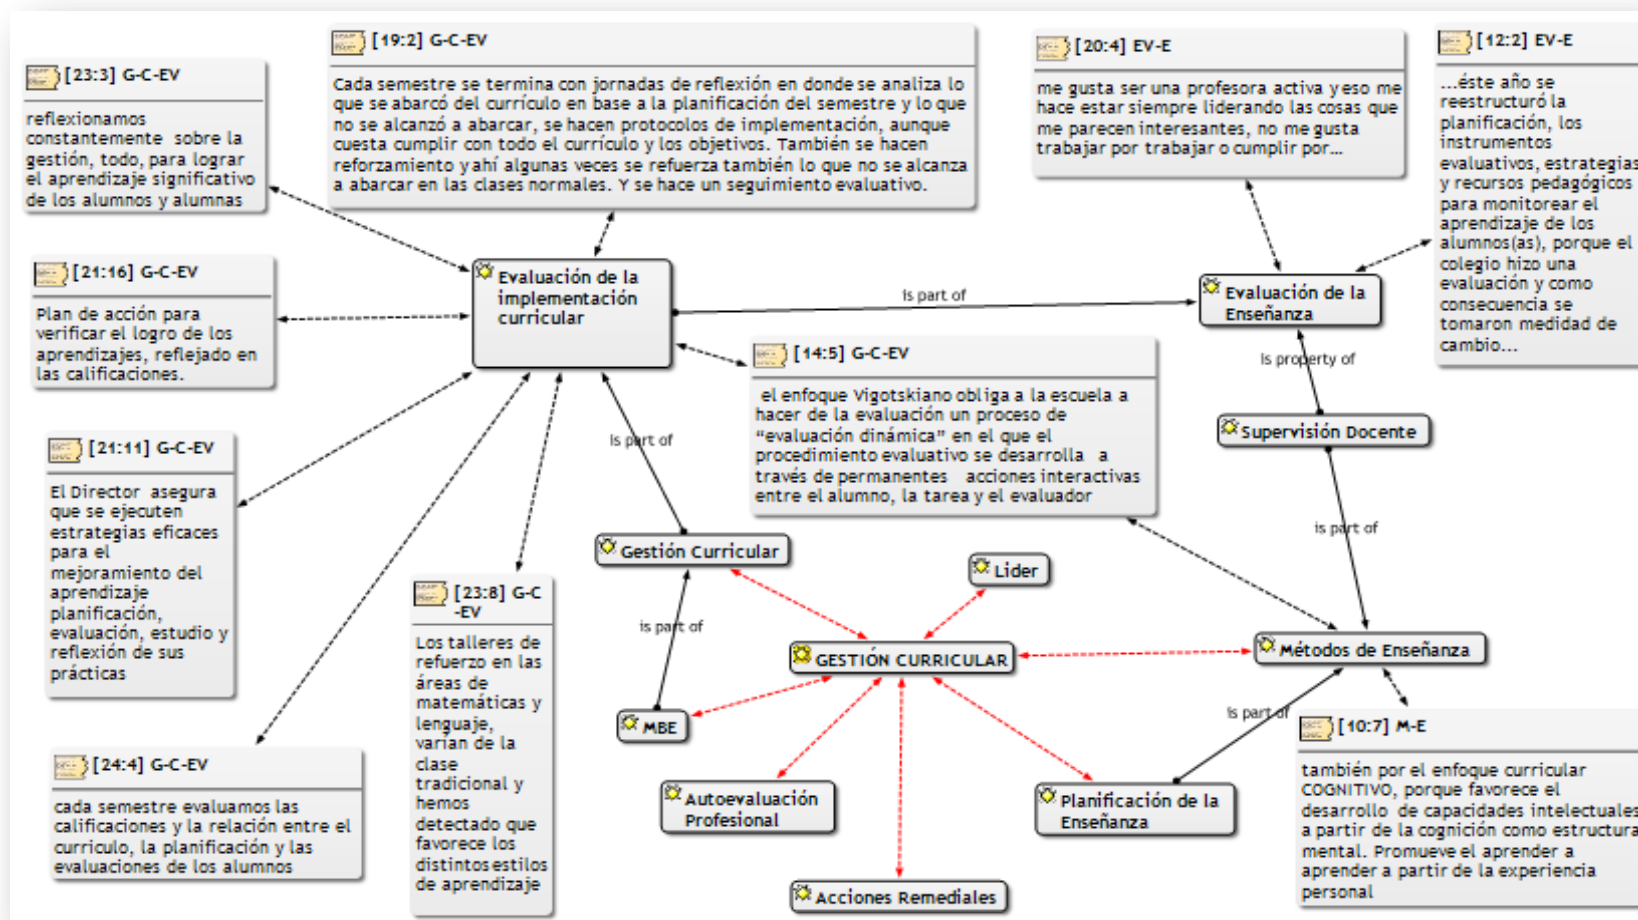 [23:3] G-C-EV
reflexionamos
constantemente sobre la
gestión, todo, para lograr
el aprendizaje significativo
de los alumnos y alumnas
[19:2] G-C-EV
Cada semestre se termina con jornadas de reflexión en donde se analiza lo
que se abarcó del currículo en base a la planificación del semestre y lo que
no se alcanzó a abarcar, se hacen protocolos de implementación, aunque
cuesta cumplir con todo el currículo y los objetivos. También se hacen
reforzamiento y ahí algunas veces se refuerza también lo que no se alcanza
a abarcar en las clases normales. Y se hace un seguimiento evaluativo.
[20:4] EV-E
me gusta ser una profesora activa y eso me
hace estar siempre liderando las cosas que
me parecen interesantes, no me gusta
trabajar por trabajar o cumplir por...
[12:2] EV-E
...éste año se
reestructuró la
planificación, los
instrumentos
evaluativos, estrategias
y recursos pedagógicos
para monitorear el
aprendizaje de los
alumnos(as), porque el
colegio hizo una
evaluación y como
consecuencia se
tomaron medidad de
cambio...
[21:16] G-C-EV
Plan de acción para
verificar el logro de los
aprendizajes, reflejado en
las calificaciones.
Evaluación de la
implementación
curricular
is part of
Evaluación de la
Enseñanza
is property of
Supervisión Docente
is part of
[14:5] G-C-EV
el enfoque Vigotskiano obliga a la escuela a
hacer de la evaluación un proceso de
“evaluación dinámica” en el que el
procedimiento evaluativo se desarrolla a
través de permanentes acciones interactivas
entre el alumno, la tarea y el evaluador
[21:11] G-C-EV
El Director asegura
que se ejecuten
estrategias eficaces
para el
mejoramiento del
aprendizaje
planificación,
evaluación, estudio y
reflexión de sus
prácticas
is part of
Gestión Curricular
is part of
Lider
GESTIÓN CURRICULAR
Métodos de Enseñanza
MBE
is part of
[23:8] G-C
-EV
Los talleres de
refuerzo en las
áreas de
matemáticas y
lenguaje,
varían de la
clase
tradicional y
hemos
detectado que
favorece los
distintos estilos
de aprendizaje
[24:4] G-C-EV
cada semestre evaluamos las
calificaciones y la relación entre el
curriculo, la planificación y las
evaluaciones de los alumnos
Autoevaluación
Profesional
Planificación de la
Enseñanza
Acciones Remediales
[10:7] M-E
también por el enfoque curricular
COGNITIVO, porque favorece el
desarrollo de capacidades intelectuales
a partir de la cognición como estructura
mental. Promueve el aprender a
aprender a partir de la experiencia
personal